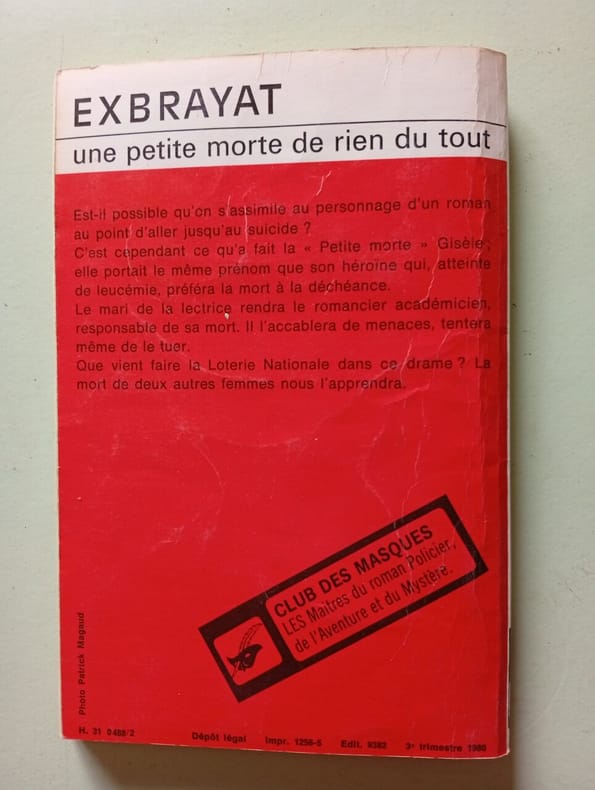 EXBRAYAT
une petite morte de rien du tout
Est-il possible qu'on s'assimile au personnage d'un roman
au point d'aller jusqu'au suicide ?
C'est cependant ce qu'a fait la « Petite morte » Gisèle ;
elle portait le même prénom que son héroïne qui, atteinte
de leucémie, préféra la mort à la déchéance.
Le mari de la lectrice rendra le romancier académicien,
responsable de sa mort. Il l'accablera de menaces, tentera
même de le tuer.
Que vient faire la Loterie Nationale dans ce drame ? La
mort de deux autres femmes nous l'apprendra.
CLUB DES MASQUES
LES Maîtres du roman Policier,
de l'Aventure et du Mystère.
Photo Patrick Magaud
H. 31 0488/2 Dépôt légal Impr. 1256-5 Edit. 9382 3e trimestre 1980